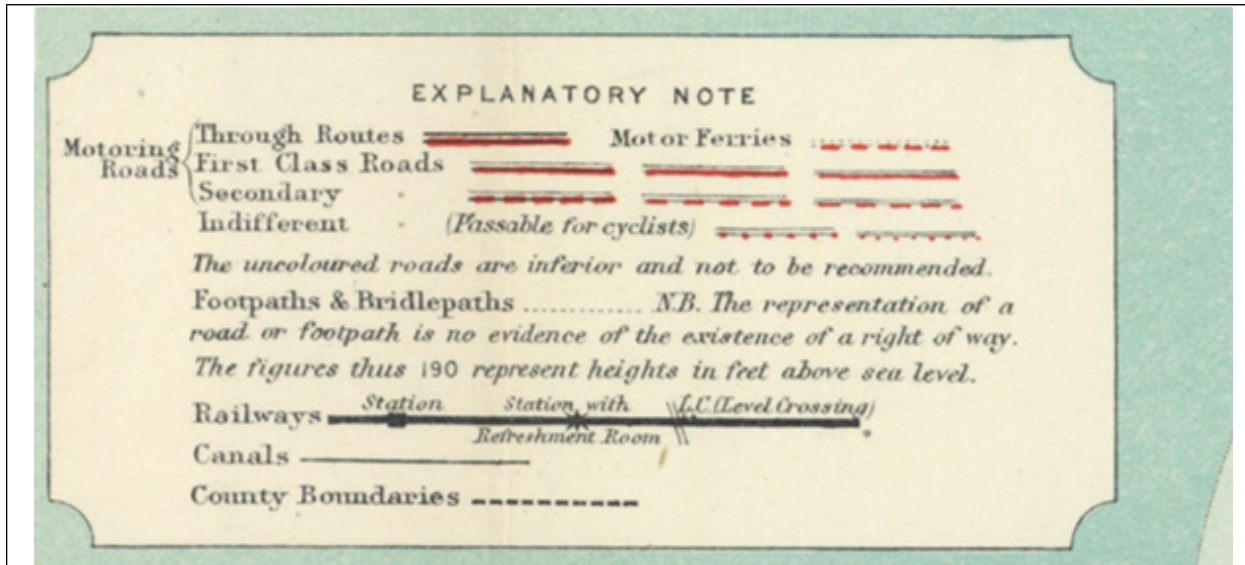 EXPLANATORY NOTE
Motoring Roads
Through Routes Motor Ferries
First Class Roads
Secondary "
Indifferent " (Passable for cyclists)
The uncoloured roads are inferior and not to be recommended.
Footpaths & Bridlepaths ............ N.B. The representation of a
road or footpath is no evidence of the existence of a right of way.
The figures thus 190 represent heights in feet above sea level.
Railways Station Station with L.C.(Level Crossing)
Refreshment Room
Canals
County Boundaries